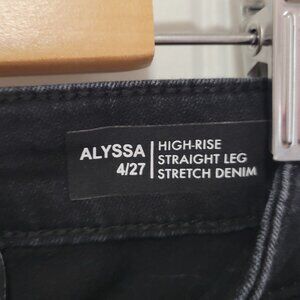 ALYSSA
4/27
HIGH-RISE
STRAIGHT LEG
STRETCH DENIM